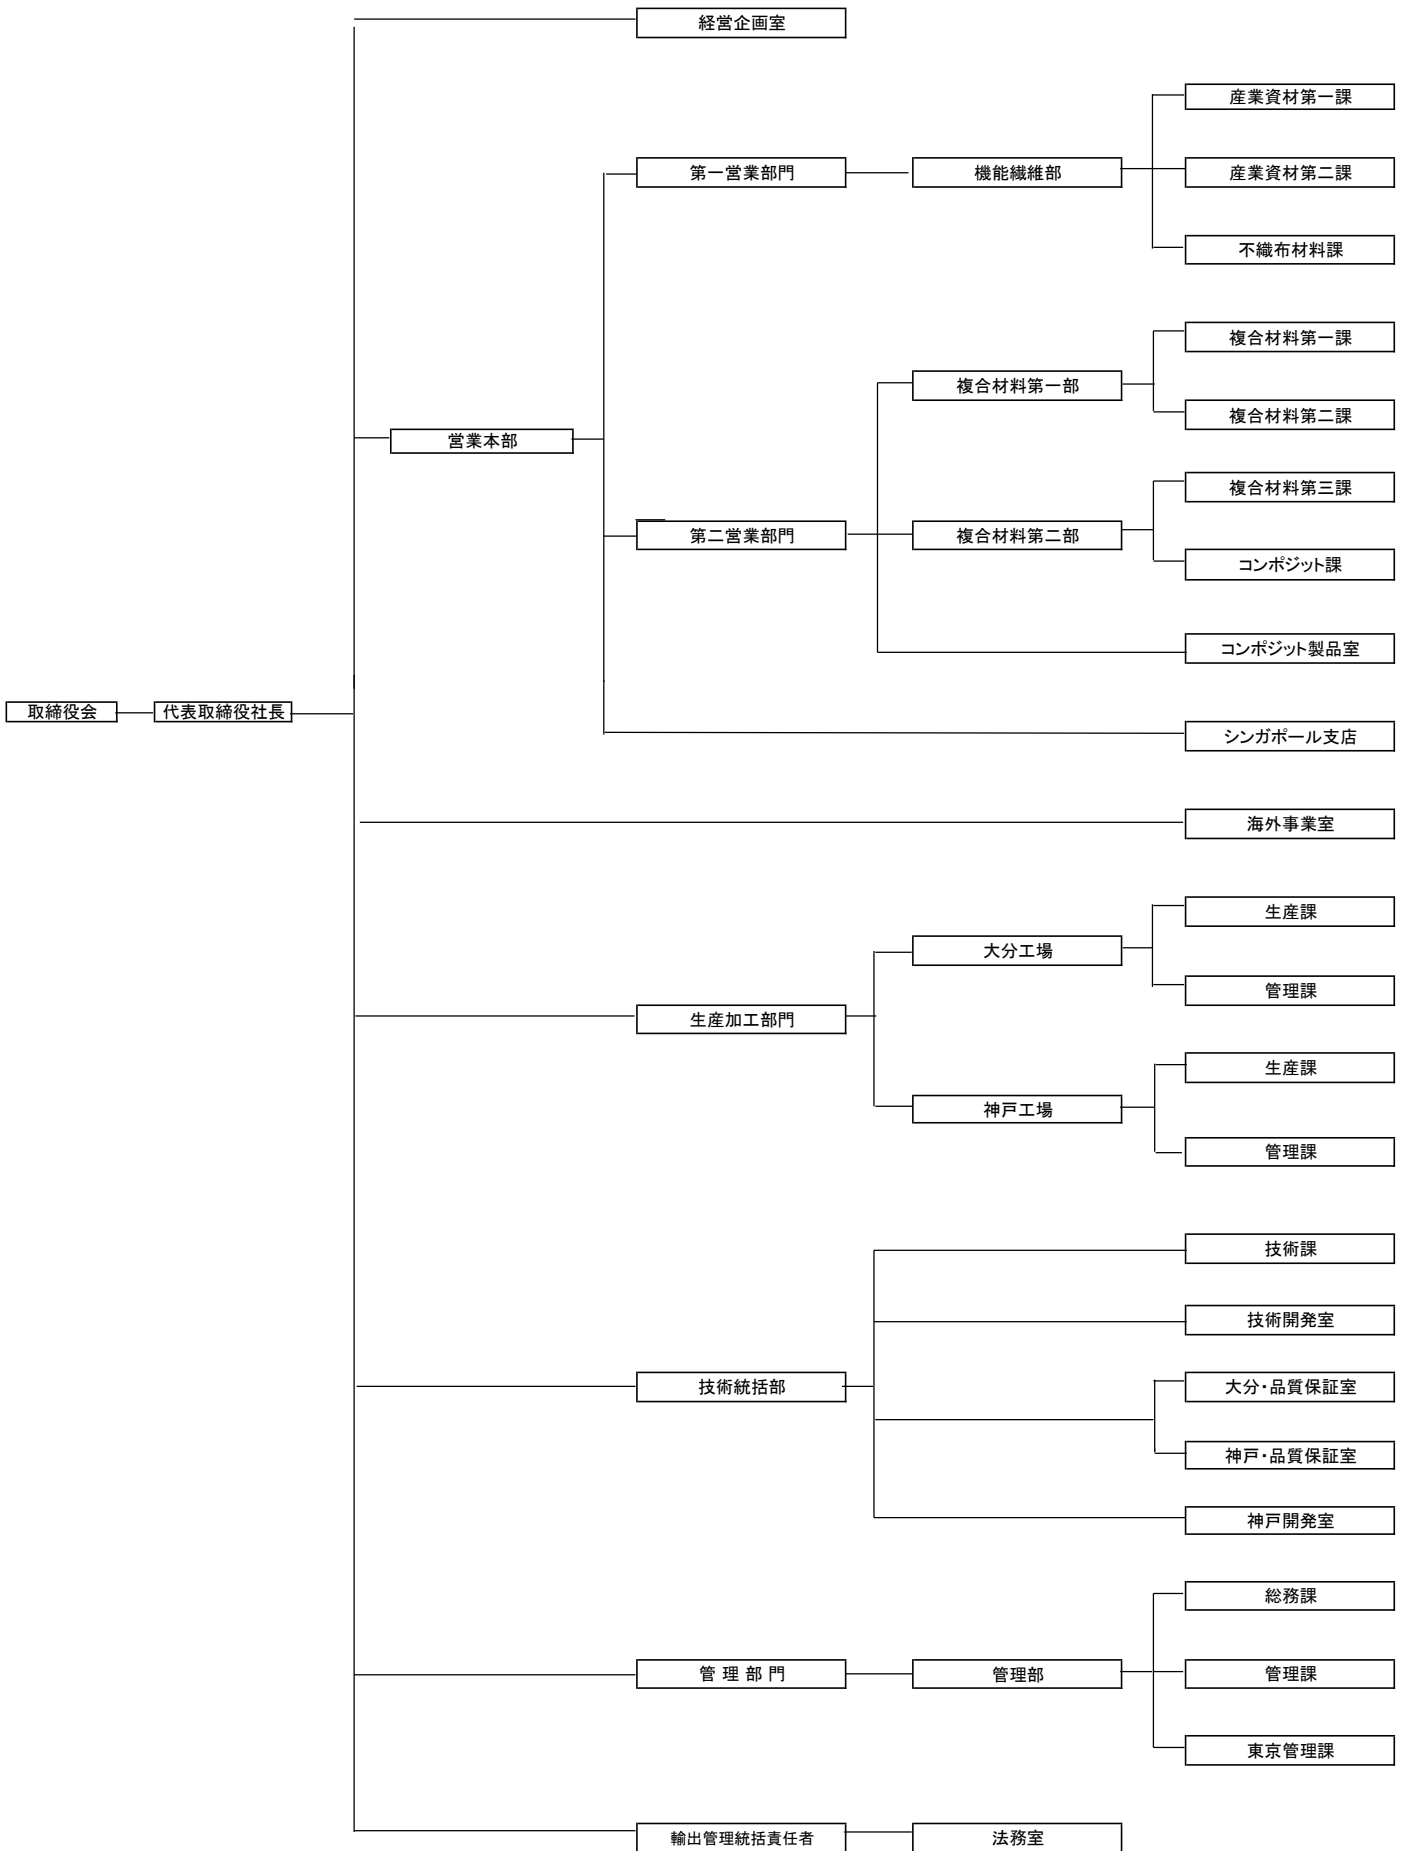 経営企画室
産業資材第一課
第一営業部門
機能繊維部
産業資材第二課
不織布材料課
複合材料第一課
複合材料第一部
複合材料第二課
営業本部
複合材料第三課
第二営業部門
複合材料第二部
コンポジット課
コンポジット製品室
取締役会
代表取締役社長
シンガポール支店
海外事業室
生産課
大分工場
管理課
生産加工部門
生産課
神戸工場
管理課
技術課
技術開発室
技術統括部
大分・品質保証室
神戸・品質保証室
神戸開発室
総務課
管 理 部 門
管理部
管理課
東京管理課
輸出管理統括責任者
法務室